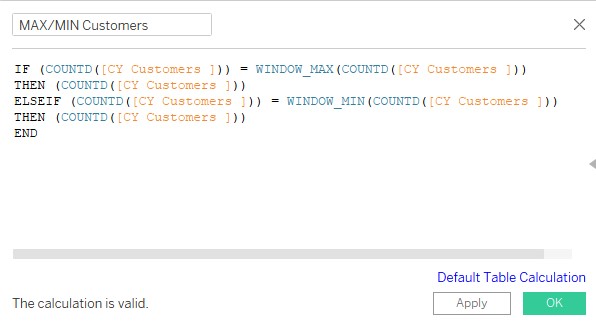 MAX/MIN Customers
IF (COUNTD([CY Customers ])) = WINDOW_MAX(COUNTD([CY Customers ]))
THEN (COUNTD([CY Customers ]))
ELSEIF (COUNTD([CY Customers ])) = WINDOW_MIN(COUNTD([CY Customers ]))
THEN (COUNTD([CY Customers ]))
END
Default Table Calculation
The calculation is valid.
Apply
OK